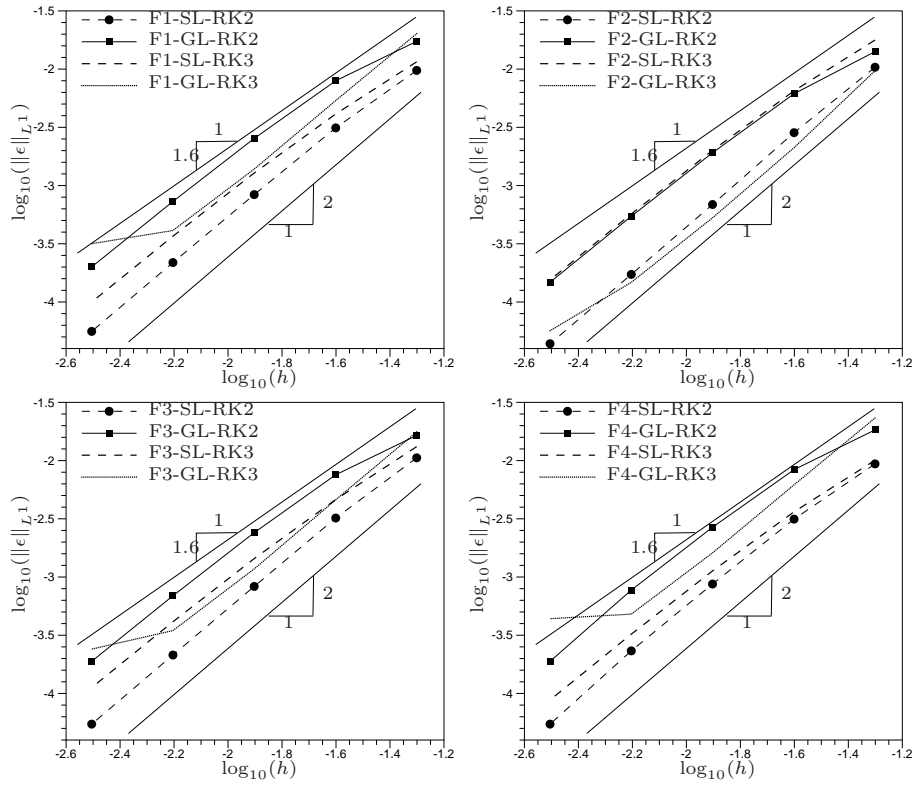 -1.5
F1-SL-RK2
F1-GL-RK2
F1-SL-RK3
F1-GL-RK3
-2
-2.5
-3
-3.5
-4
log₁₀(‖ϵ‖_{L¹})
1
1.6
2
1
-2.6 -2.4 -2.2 -2 -1.8 -1.6 -1.4 -1.2
log₁₀(h)
-1.5
F2-SL-RK2
F2-GL-RK2
F2-SL-RK3
F2-GL-RK3
-2
-2.5
-3
-3.5
-4
log₁₀(‖ϵ‖_{L¹})
1
1.6
2
1
-2.6 -2.4 -2.2 -2 -1.8 -1.6 -1.4 -1.2
log₁₀(h)
-1.5
F3-SL-RK2
F3-GL-RK2
F3-SL-RK3
F3-GL-RK3
-2
-2.5
-3
-3.5
-4
log₁₀(‖ϵ‖_{L¹})
1
1.6
2
1
-2.6 -2.4 -2.2 -2 -1.8 -1.6 -1.4 -1.2
log₁₀(h)
-1.5
F4-SL-RK2
F4-GL-RK2
F4-SL-RK3
F4-GL-RK3
-2
-2.5
-3
-3.5
-4
log₁₀(‖ϵ‖_{L¹})
1
1.6
2
1
-2.6 -2.4 -2.2 -2 -1.8 -1.6 -1.4 -1.2
log₁₀(h)